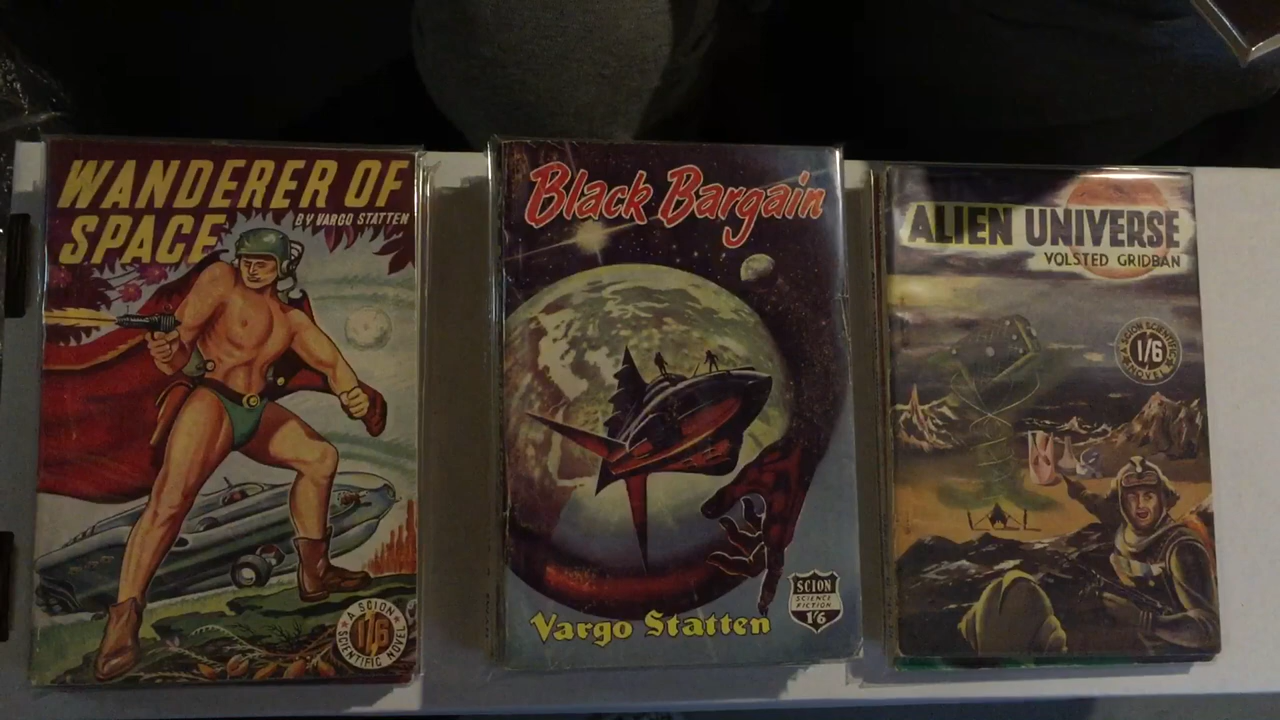 WANDERER OF
SPACE
BY VARGO STATTEN
A SCION
1/6
SCIENTIFIC NOVEL
Black Bargain
Vargo Statten
SCION
SCIENCE
FICTION
1/6
ALIEN UNIVERSE
VOLSTED GRIDBAN
A SCION SCIENTIFIC
1/6
NOVEL